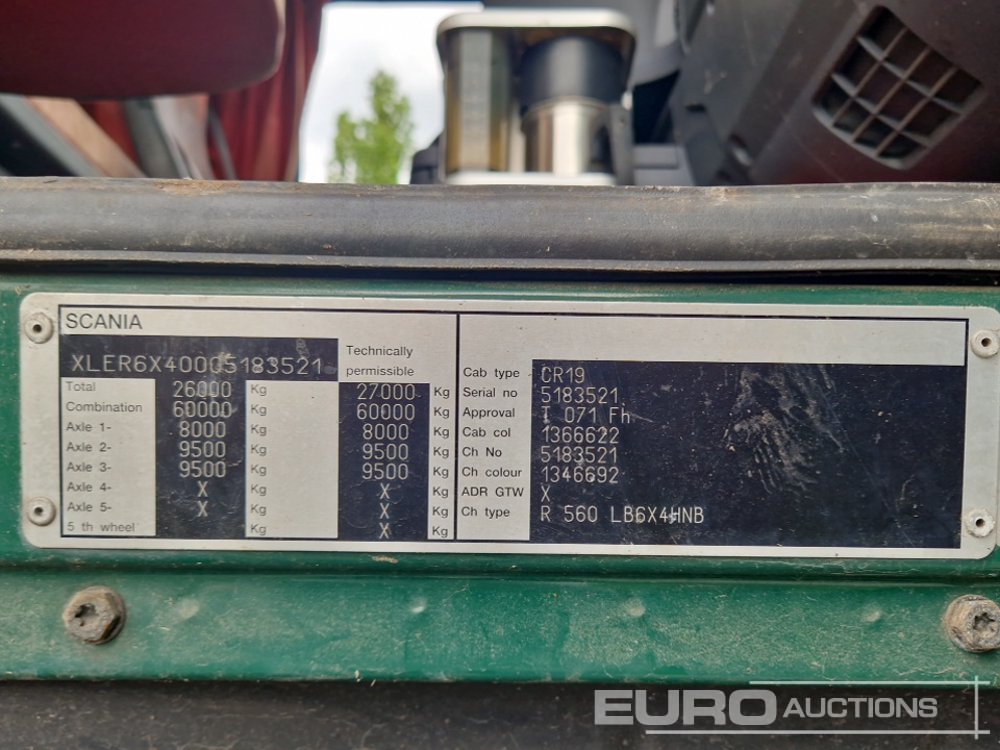 SCANIA
XLER6X40005183521
Technically
permissible
Total 26000 Kg 27000 Kg
Combination 60000 Kg 60000 Kg
Axle 1- 8000 Kg 8000 Kg
Axle 2- 9500 Kg 9500 Kg
Axle 3- 9500 Kg 9500 Kg
Axle 4- X Kg X Kg
Axle 5- X Kg X Kg
5 th wheel Kg X Kg
Cab type CR19
Serial no 5183521
Approval I 071 Fh
Cab col 1366622
Ch No 5183521
Ch colour 1346692
ADR GTW X
Ch type R 560 LB6X4HNB
EURO AUCTIONS